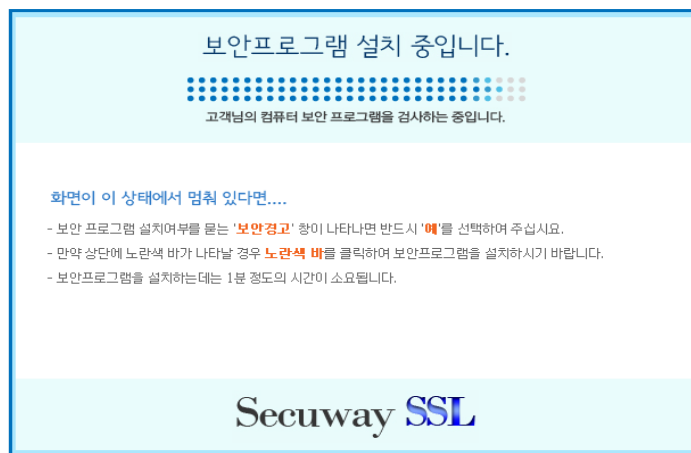 보안프로그램 설치 중입니다.
고객님의 컴퓨터 보안 프로그램을 검사하는 중입니다.
화면이 이 상태에서 멈춰 있다면....
- 보안 프로그램 설치여부를 묻는 '보안경고' 창이 나타나면 반드시 '예'를 선택하여 주십시요.
- 만약 상단에 노란색 바가 나타날 경우 노란색 바를 클릭하여 보안프로그램을 설치하시기 바랍니다.
- 보안프로그램을 설치하는데는 1분 정도의 시간이 소요됩니다.
Secuway SSL